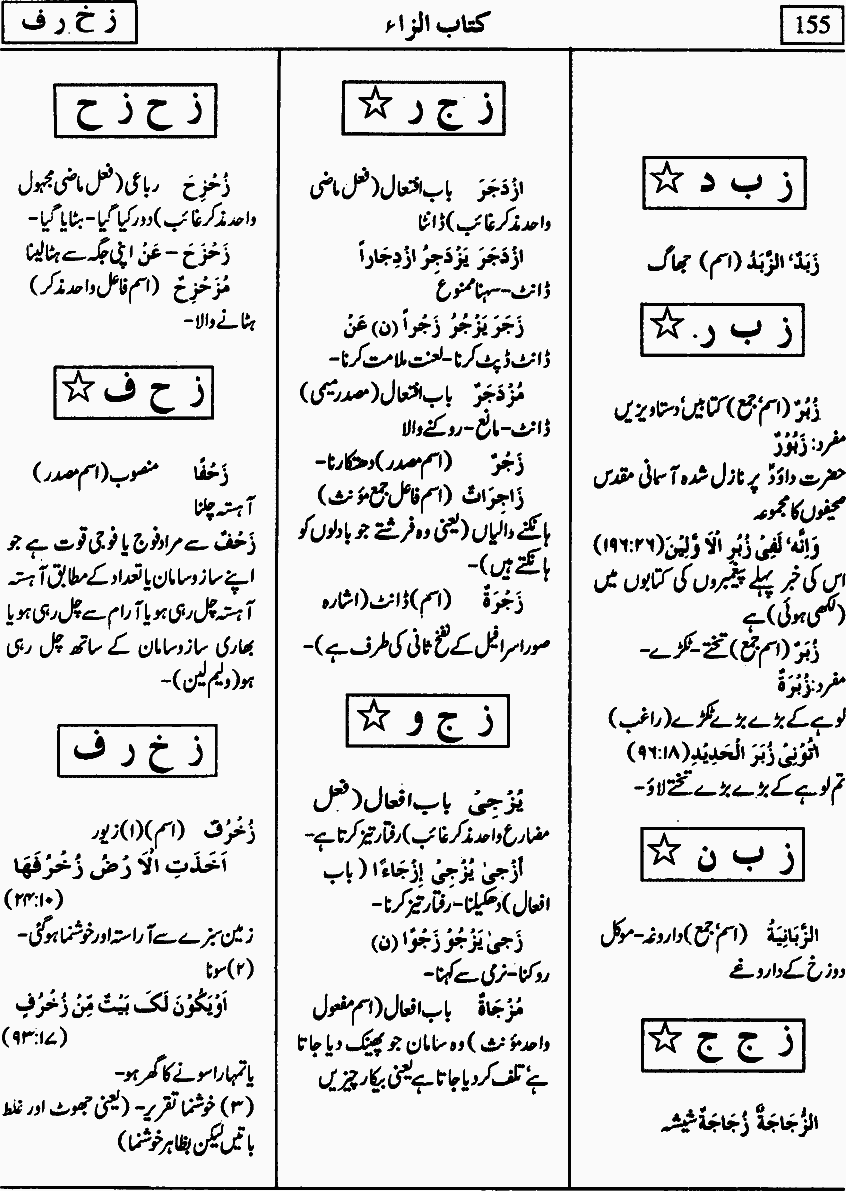 155
کتاب الزاء
ز خ ر ف
ز ب د ☆
زَبَدٌ، الزَّبَدُ (اسم) جھاگ
ز ب ر ☆
زُبُرٌ (اسم، جمع) کتابیں، دستاویزیں
مفرد: زَبُوْرٌ
حضرت داوٗدؑ پر نازل شدہ آسمانی مقدس
صحیفوں کا مجموعہ
وَاِنَّهٗ لَفِیْ زُبُرِ الْاَوَّلِیْنَ (۱۹۶:۲۶)
اس کی خبر پہلے پیغمبروں کی کتابوں میں
(لکھی ہوئی) ہے
زُبَرٌ (اسم جمع) تختے-ٹکڑے-
مفرد: زُبْرَةٌ
لوہے کے بڑے بڑے ٹکڑے (راغب)
اٰتُوْنِیْ زُبَرَ الْحَدِیْدِ (۹۶:۱۸)
تم لوہے کے بڑے بڑے تختے لاؤ-
ز ب ن ☆
الزَّبَانِیَةُ (اسم، جمع) داروغہ-موکل
دوزخ کے داروغے
ز ج ج ☆
الزُّجَاجَةُ زُجَاجَةٌ شیشہ
ز ج ر ☆
ازْدَجَرَ باب افتعال (فعل ماضی
واحد مذکر غائب) ڈانٹا
ازْدَجَرَ یَزْدَجِرُ ازْدِجَاراً
ڈانٹ-سہنا ممنوع
زَجَرَ یَزْجُرُ زَجْراً (ن) عَنْ
ڈانٹ ڈپٹ کرنا-لعنت ملامت کرنا-
مُزْدَجَرٌ باب افتعال (مصدر میمی)
ڈانٹ-مانع-روکنے والا
زَجْرٌ (اسم مصدر) دھتکارنا-
زَاجِرَاتٌ (اسم فاعل جمع مؤنث)
ہانکنے والیاں (یعنی وہ فرشتے جو بادلوں کو
ہانکتے ہیں)-
زَجْرَةٌ (اسم) ڈانٹ (اشارہ
صور اسرافیل کے نفخ ثانی کی طرف ہے)-
ز ج و ☆
یُزْجِیْ باب افعال (فعل
مضارع واحد مذکر غائب) رفتار تیز کرتا ہے-
أَزْجیٰ یُزْجِیْ إِزْجَاءً (باب
افعال) دھکیلنا-رفتار تیز کرنا-
زَجیٰ یَزْجُوْ زَجْوًا (ن)
روکنا-نرمی سے کہنا-
مُزْجَاةٌ باب افعال (اسم مفعول
واحد مؤنث) وہ سامان جو پھینک دیا جاتا
ہے، تلف کر دیا جاتا ہے یعنی بیکار چیزیں
ز ح ز ح
زُحْزِحَ رباعی (فعل ماضی مجہول
واحد مذکر غائب) دور کیا گیا-ہٹایا گیا-
زَحْزَحَ – عَنْ اپنی جگہ سے ہٹا لینا
مُزَحْزِحٌ (اسم فاعل واحد مذکر)
ہٹانے والا-
ز ح ف ☆
زَحْفًا منصوب (اسم مصدر)
آہستہ چلنا
زَحْفٌ سے مراد فوج یا فوجی قوت ہے جو
اپنے ساز و سامان یا تعداد کے مطابق آہستہ
آہستہ چل رہی ہو یا آرام سے چل رہی ہو یا
بھاری ساز و سامان کے ساتھ چل رہی
ہو (ولیم لین)-
ز خ ر ف
زُخْرُفٌ (اسم) (۱) زیور
اَخَذَتِ الْاَرْضُ زُخْرُفَهَا
(۲۴:۱۰)
زمین سبزے سے آراستہ اور خوشنما ہو گئی-
(۲) سونا
اَوْ یَکُوْنَ لَکَ بَیْتٌ مِّنْ زُخْرُفٍ
(۹۳:۱۷)
یا تمہارا سونے کا گھر ہو-
(۳) خوشنما تقریر- (یعنی جھوٹ اور غلط
باتیں لیکن بظاہر خوشنما)